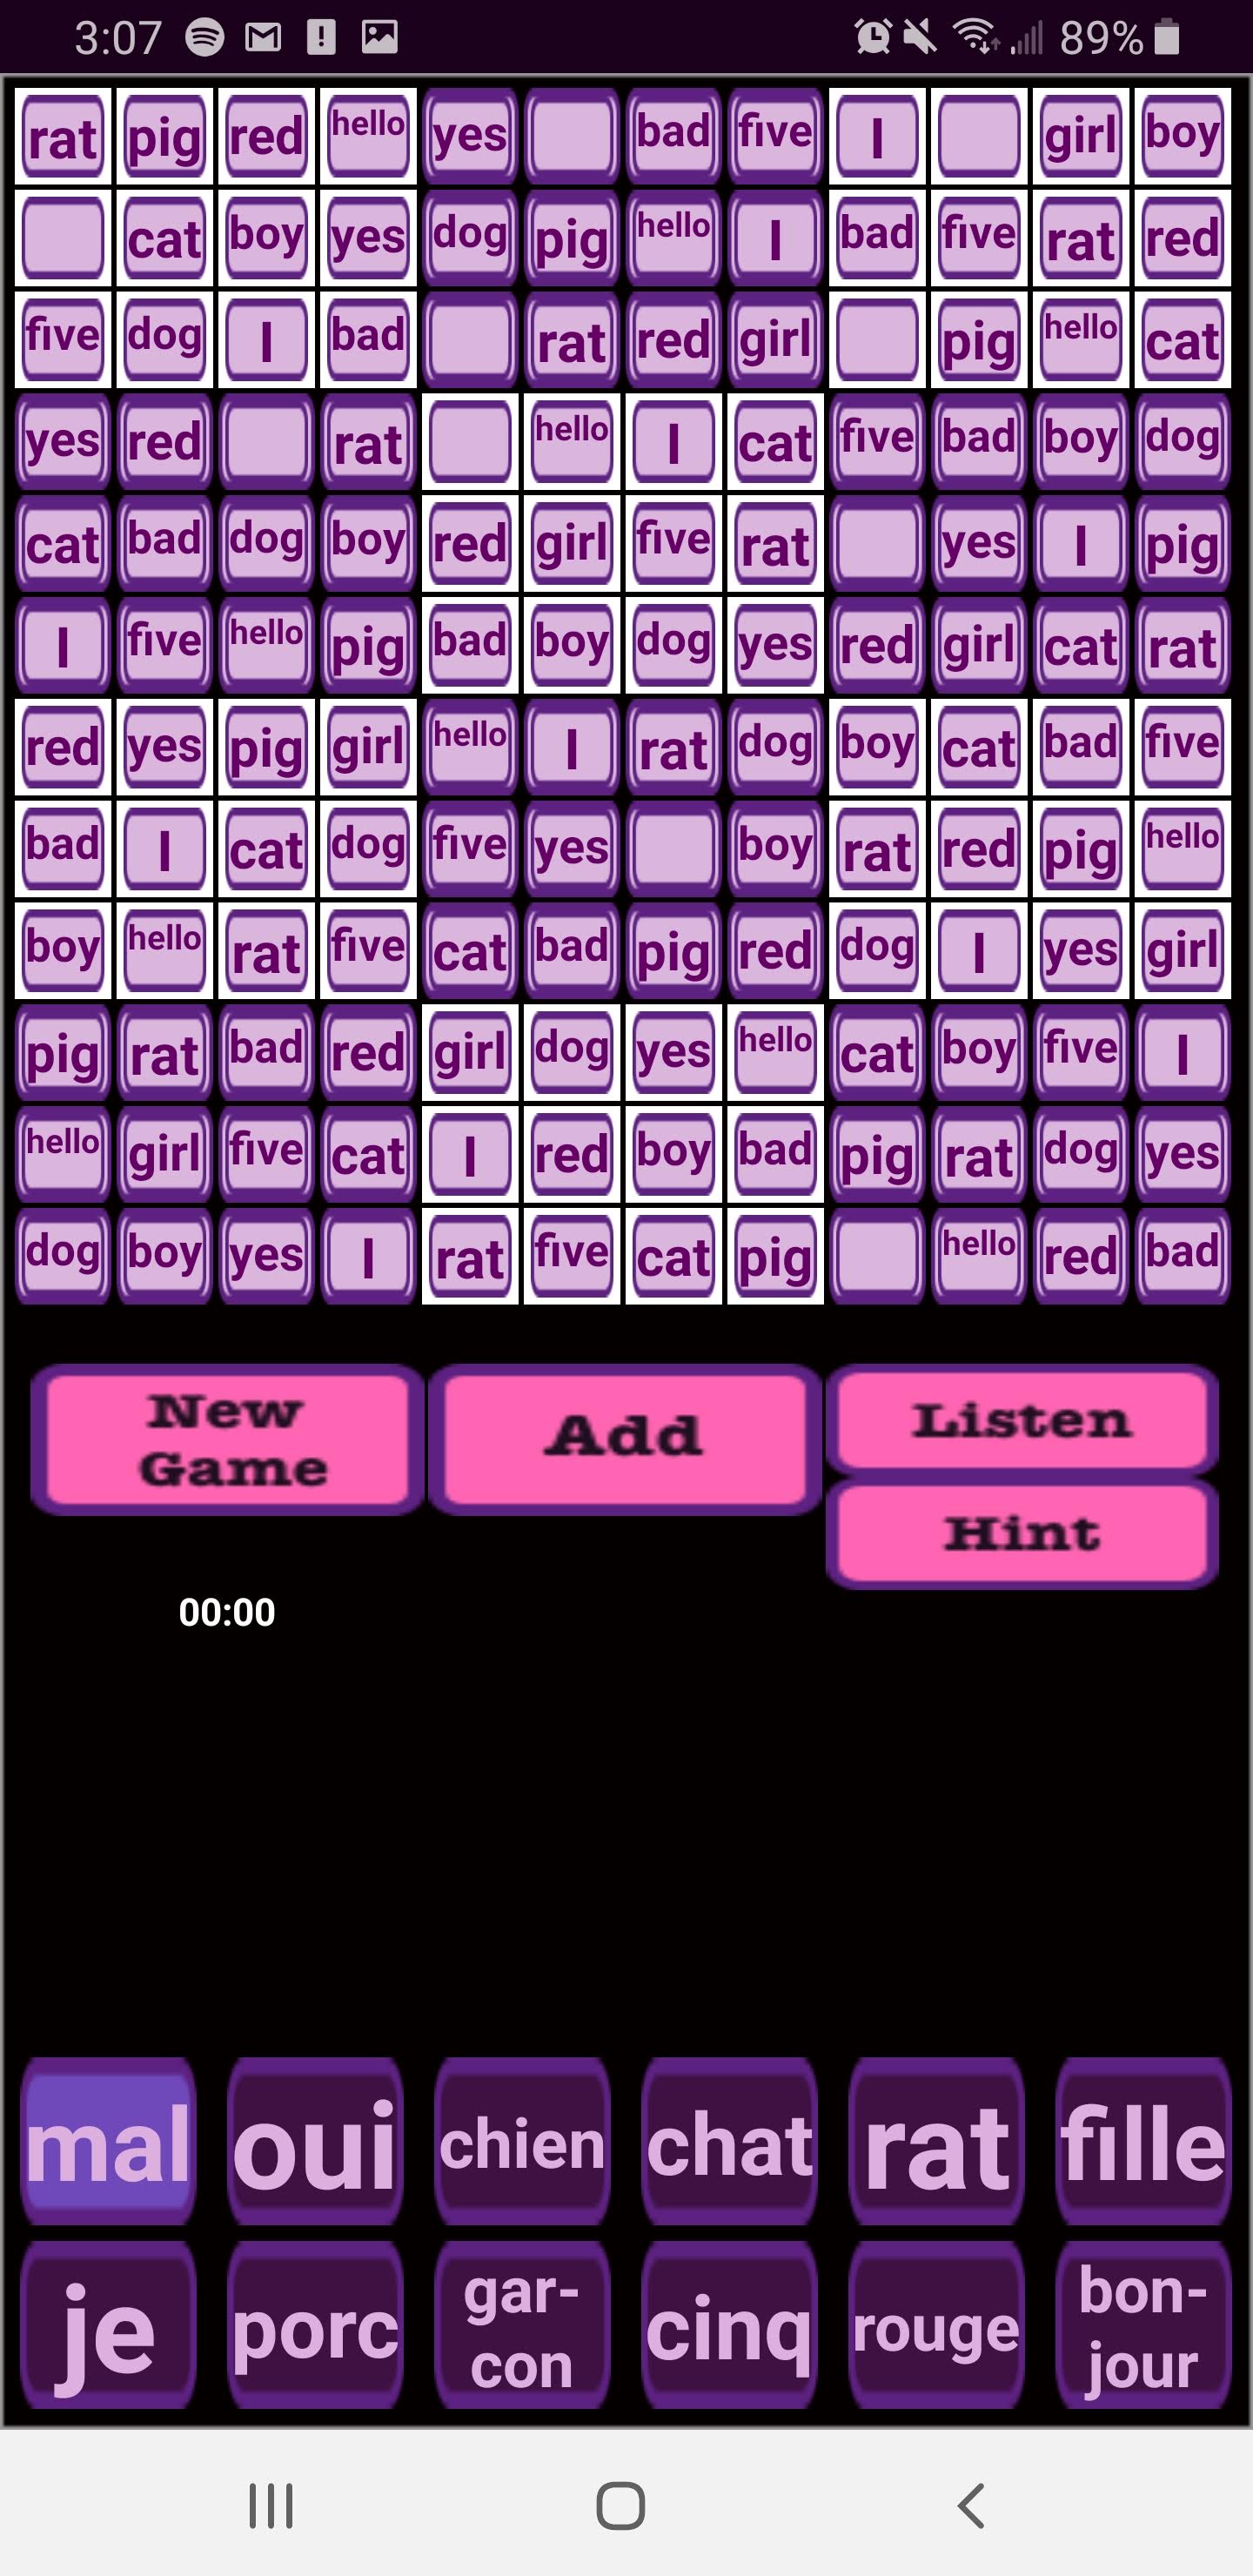 3:07 89%
rat pig red hello yes bad five I girl boy
cat boy yes dog pig hello I bad five rat red
five dog I bad rat red girl pig hello cat
yes red rat hello I cat five bad boy dog
cat bad dog boy red girl five rat yes I pig
I five hello pig bad boy dog yes red girl cat rat
red yes pig girl hello I rat dog boy cat bad five
bad I cat dog five yes boy rat red pig hello
boy hello rat five cat bad pig red dog I yes girl
pig rat bad red girl dog yes hello cat boy five I
hello girl five cat I red boy bad pig rat dog yes
dog boy yes I rat five cat pig hello red bad
New
Game
Add
Listen
Hint
00:00
mal oui chien chat rat fille
je porc gar-
con cinq rouge bon-
jour